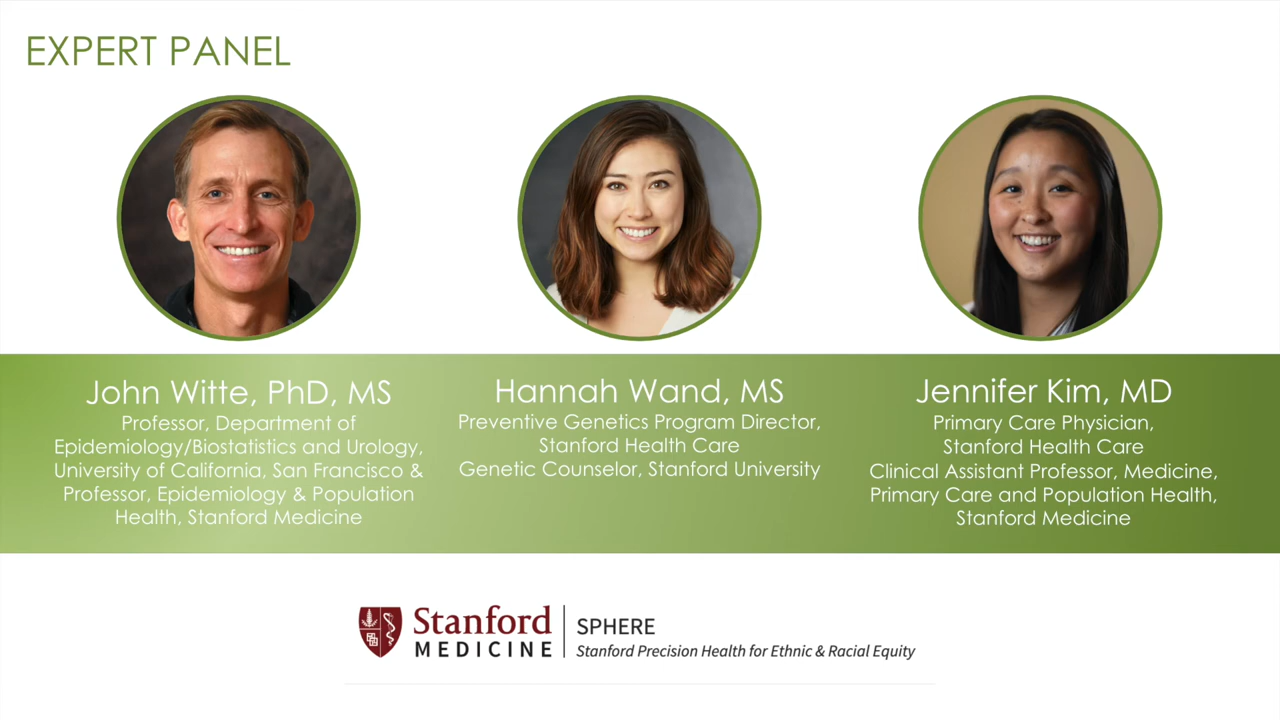 EXPERT PANEL
John Witte, PhD, MS
Professor, Department of
Epidemiology/Biostatistics and Urology,
University of California, San Francisco &
Professor, Epidemiology & Population
Health, Stanford Medicine
Hannah Wand, MS
Preventive Genetics Program Director,
Stanford Health Care
Genetic Counselor, Stanford University
Jennifer Kim, MD
Primary Care Physician,
Stanford Health Care
Clinical Assistant Professor, Medicine,
Primary Care and Population Health,
Stanford Medicine
Stanford
MEDICINE
SPHERE
Stanford Precision Health for Ethnic & Racial Equity